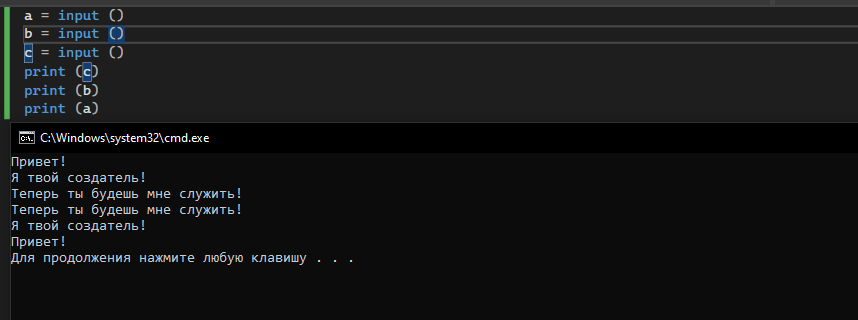 a = input ()
b = input ()
c = input ()
print (c)
print (b)
print (a)
C:\Windows\system32\cmd.exe
Привет!
Я твой создатель!
Теперь ты будешь мне служить!
Теперь ты будешь мне служить!
Я твой создатель!
Привет!
Для продолжения нажмите любую клавишу . . .